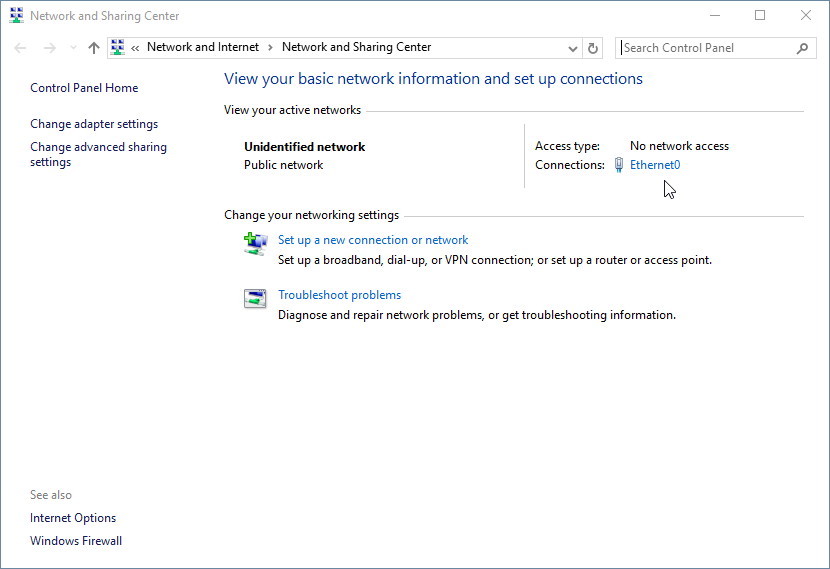 Network and Sharing Center
« Network and Internet > Network and Sharing Center
Search Control Panel
Control Panel Home
Change adapter settings
Change advanced sharing
settings
View your basic network information and set up connections
View your active networks
Unidentified network
Public network
Access type: No network access
Connections: Ethernet0
Change your networking settings
Set up a new connection or network
Set up a broadband, dial-up, or VPN connection; or set up a router or access point.
Troubleshoot problems
Diagnose and repair network problems, or get troubleshooting information.
See also
Internet Options
Windows Firewall